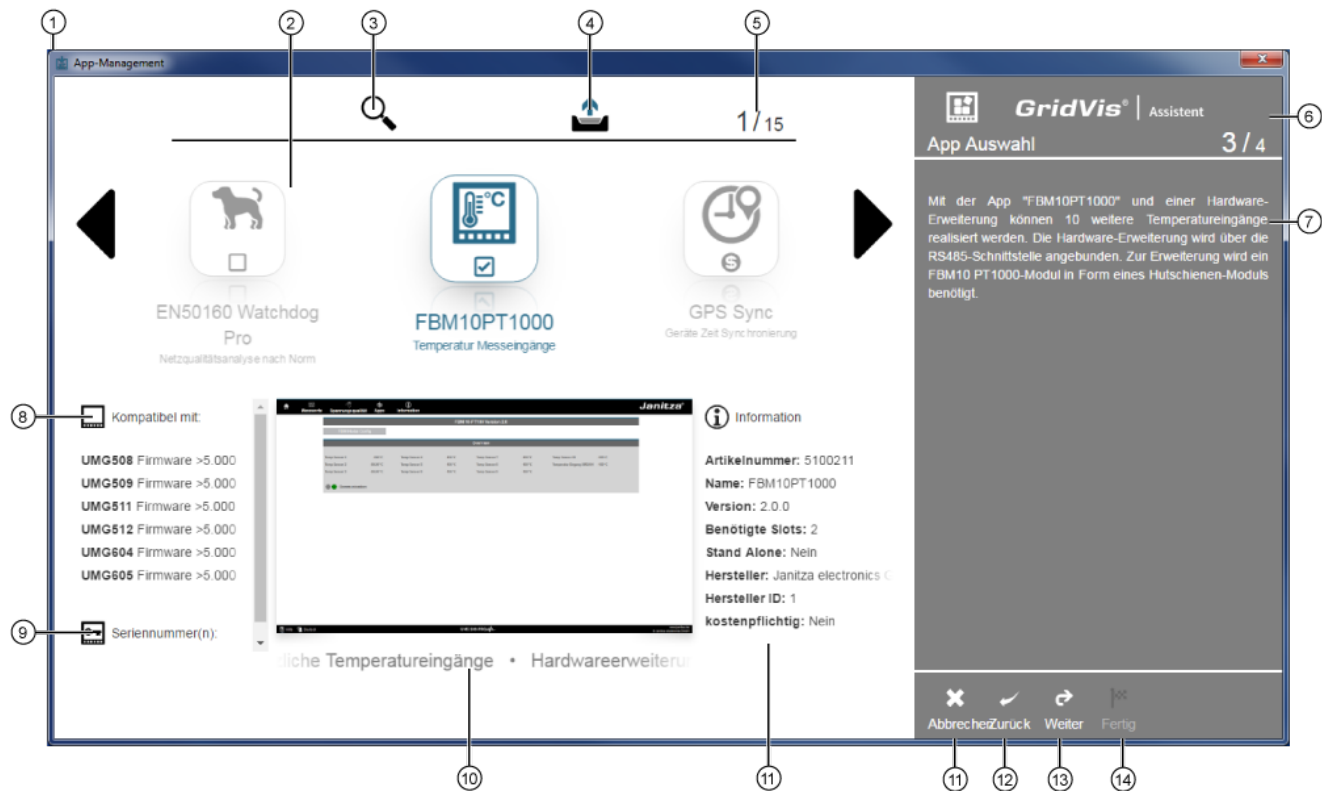 1
2
3
4
5
App-Management
1/15
GridVis® | Assistent
6
App Auswahl
3/4
EN50160 Watchdog
Pro
Netzqualitätsanalyse nach Norm
FBM10PT1000
Temperatur Messeingänge
GPS Sync
Geräte Zeit Synchronierung
Mit der App "FBM10PT1000" und einer Hardware-
Erweiterung können 10 weitere Temperatureingänge
7
realisiert werden. Die Hardware-Erweiterung wird über die
RS485-Schnittstelle angebunden. Zur Erweiterung wird ein
FBM10 PT1000-Modul in Form eines Hutschienen-Moduls
benötigt.
8
Kompatibel mit:
UMG508 Firmware >5.000
UMG509 Firmware >5.000
UMG511 Firmware >5.000
UMG512 Firmware >5.000
UMG604 Firmware >5.000
UMG605 Firmware >5.000
9
Seriennummer(n):
Janitza®
liche Temperatureingänge • Hardwareerweiteru
Information
Artikelnummer: 5100211
Name: FBM10PT1000
Version: 2.0.0
Benötigte Slots: 2
Stand Alone: Nein
Hersteller: Janitza electronics
Hersteller ID: 1
kostenpflichtig: Nein
Abbrechen
Zurück
Weiter
Fertig
10
11
11
12
13
14